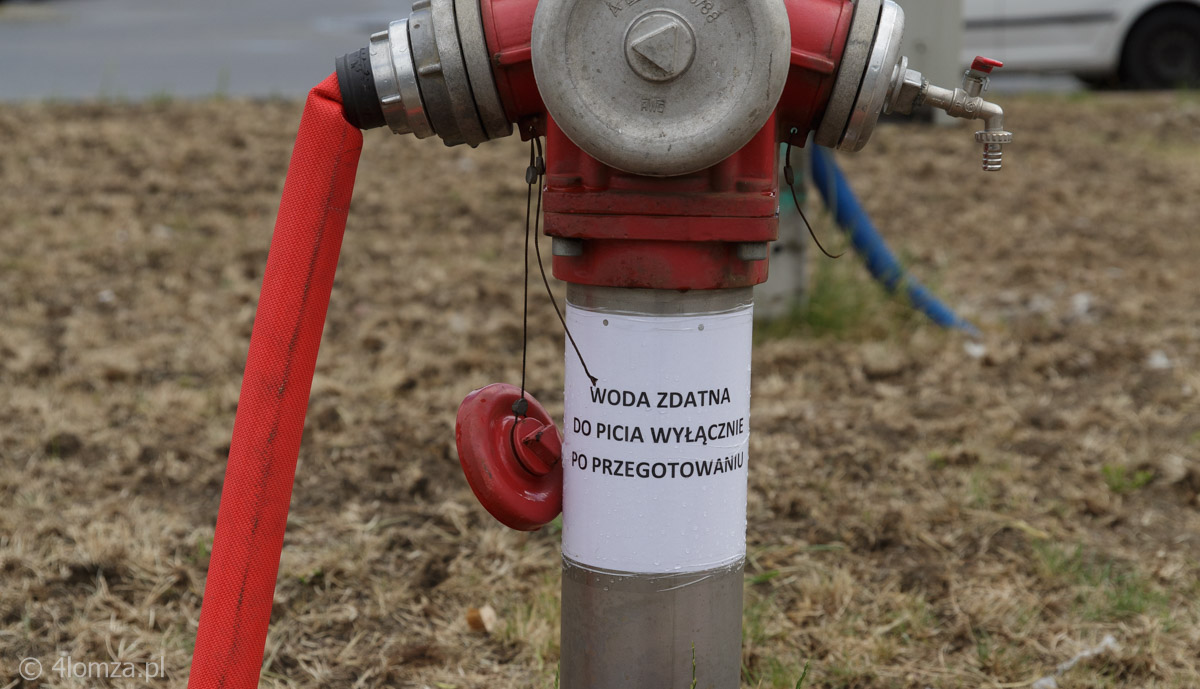 WODA ZDATNA
DO PICIA WYŁĄCZNIE
PO PRZEGOTOWANIU
© 4lomza.pl